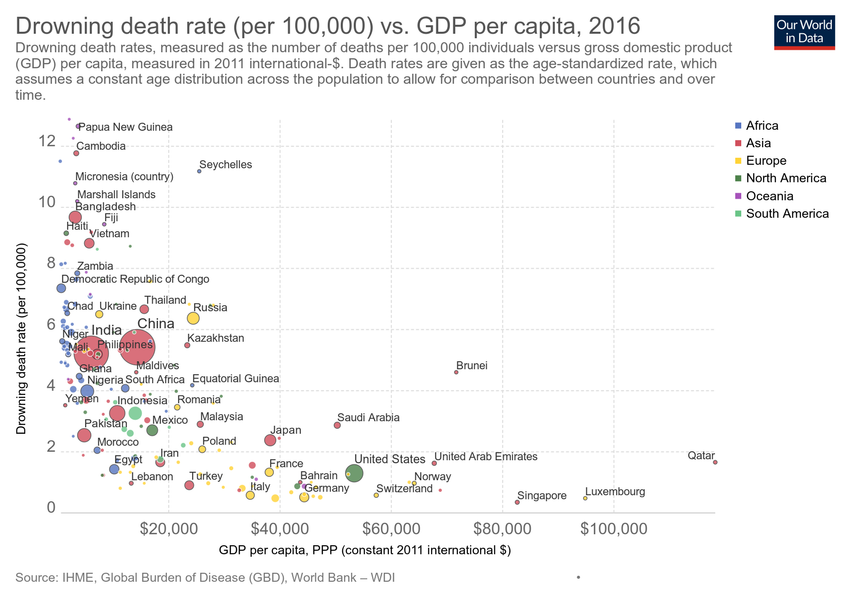 Drowning death rate (per 100,000) vs. GDP per capita, 2016
Our World
in Data
Drowning death rates, measured as the number of deaths per 100,000 individuals versus gross domestic product
(GDP) per capita, measured in 2011 international-$. Death rates are given as the age-standardized rate, which
assumes a constant age distribution across the population to allow for comparison between countries and over
time.
Africa
Asia
Europe
North America
Oceania
South America
Drowning death rate (per 100,000)
12
10
8
6
4
2
0
Papua New Guinea
Cambodia
Seychelles
Micronesia (country)
Marshall Islands
Bangladesh
Fiji
Haiti
Vietnam
Zambia
Democratic Republic of Congo
Thailand
Chad
Ukraine
Russia
China
India
Niger
Kazakhstan
Mali
Philippines
Maldives
Brunei
Ghana
Nigeria
South Africa
Equatorial Guinea
Yemen
Indonesia
Romania
Mexico
Malaysia
Saudi Arabia
Pakistan
Japan
Morocco
Poland
Iran
Egypt
France
United States
United Arab Emirates
Qatar
Lebanon
Turkey
Bahrain
Norway
Italy
Germany
Switzerland
Singapore
Luxembourg
$20,000
$40,000
$60,000
$80,000
$100,000
GDP per capita, PPP (constant 2011 international $)
Source: IHME, Global Burden of Disease (GBD), World Bank – WDI
•